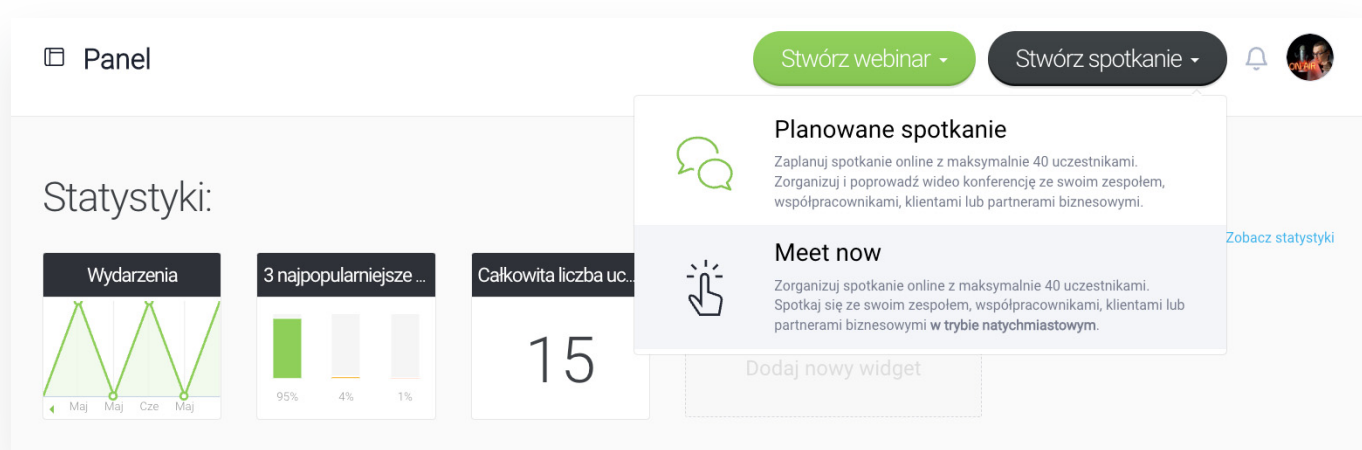 Panel
Stwórz webinar
Stwórz spotkanie
ON AIR
Planowane spotkanie
Zaplanuj spotkanie online z maksymalnie 40 uczestnikami.
Zorganizuj i poprowadź wideo konferencję ze swoim zespołem,
współpracownikami, klientami lub partnerami biznesowymi.
Meet now
Zorganizuj spotkanie online z maksymalnie 40 uczestnikami.
Spotkaj się ze swoim zespołem, współpracownikami, klientami lub
partnerami biznesowymi w trybie natychmiastowym.
Statystyki:
Zobacz statystyki
Wydarzenia
Maj Maj Cze Maj
3 najpopularniejsze ...
95% 4% 1%
Całkowita liczba uc...
15
Dodaj nowy widget